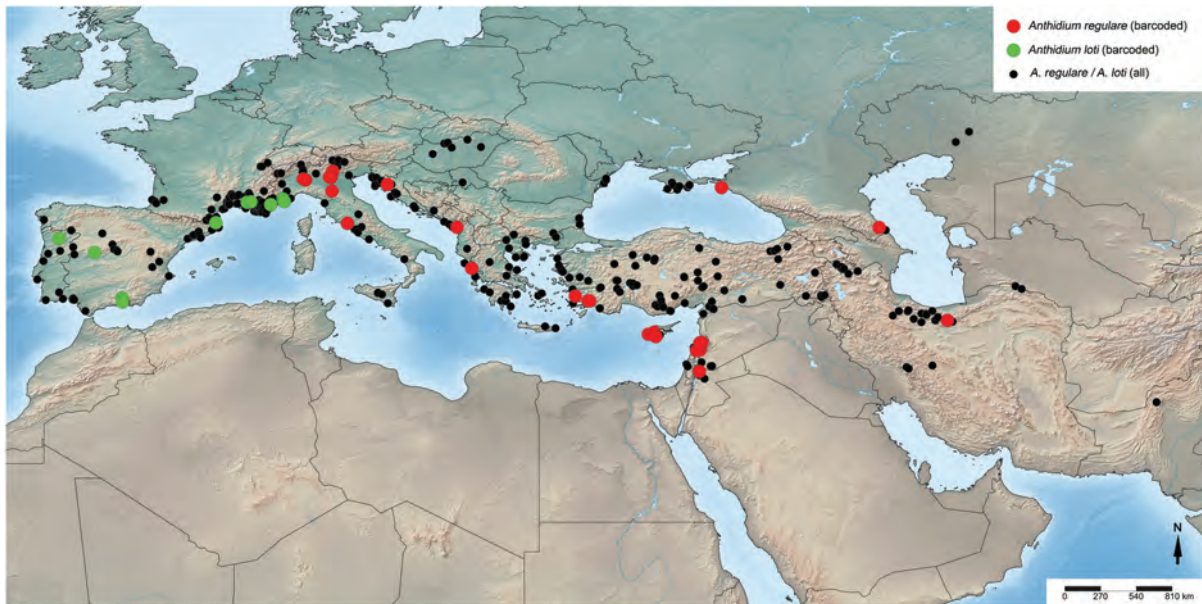 Anthidium regulare (barcoded)
Anthidium loti (barcoded)
A. regulare / A. loti (all)
N
0 270 540 810 km